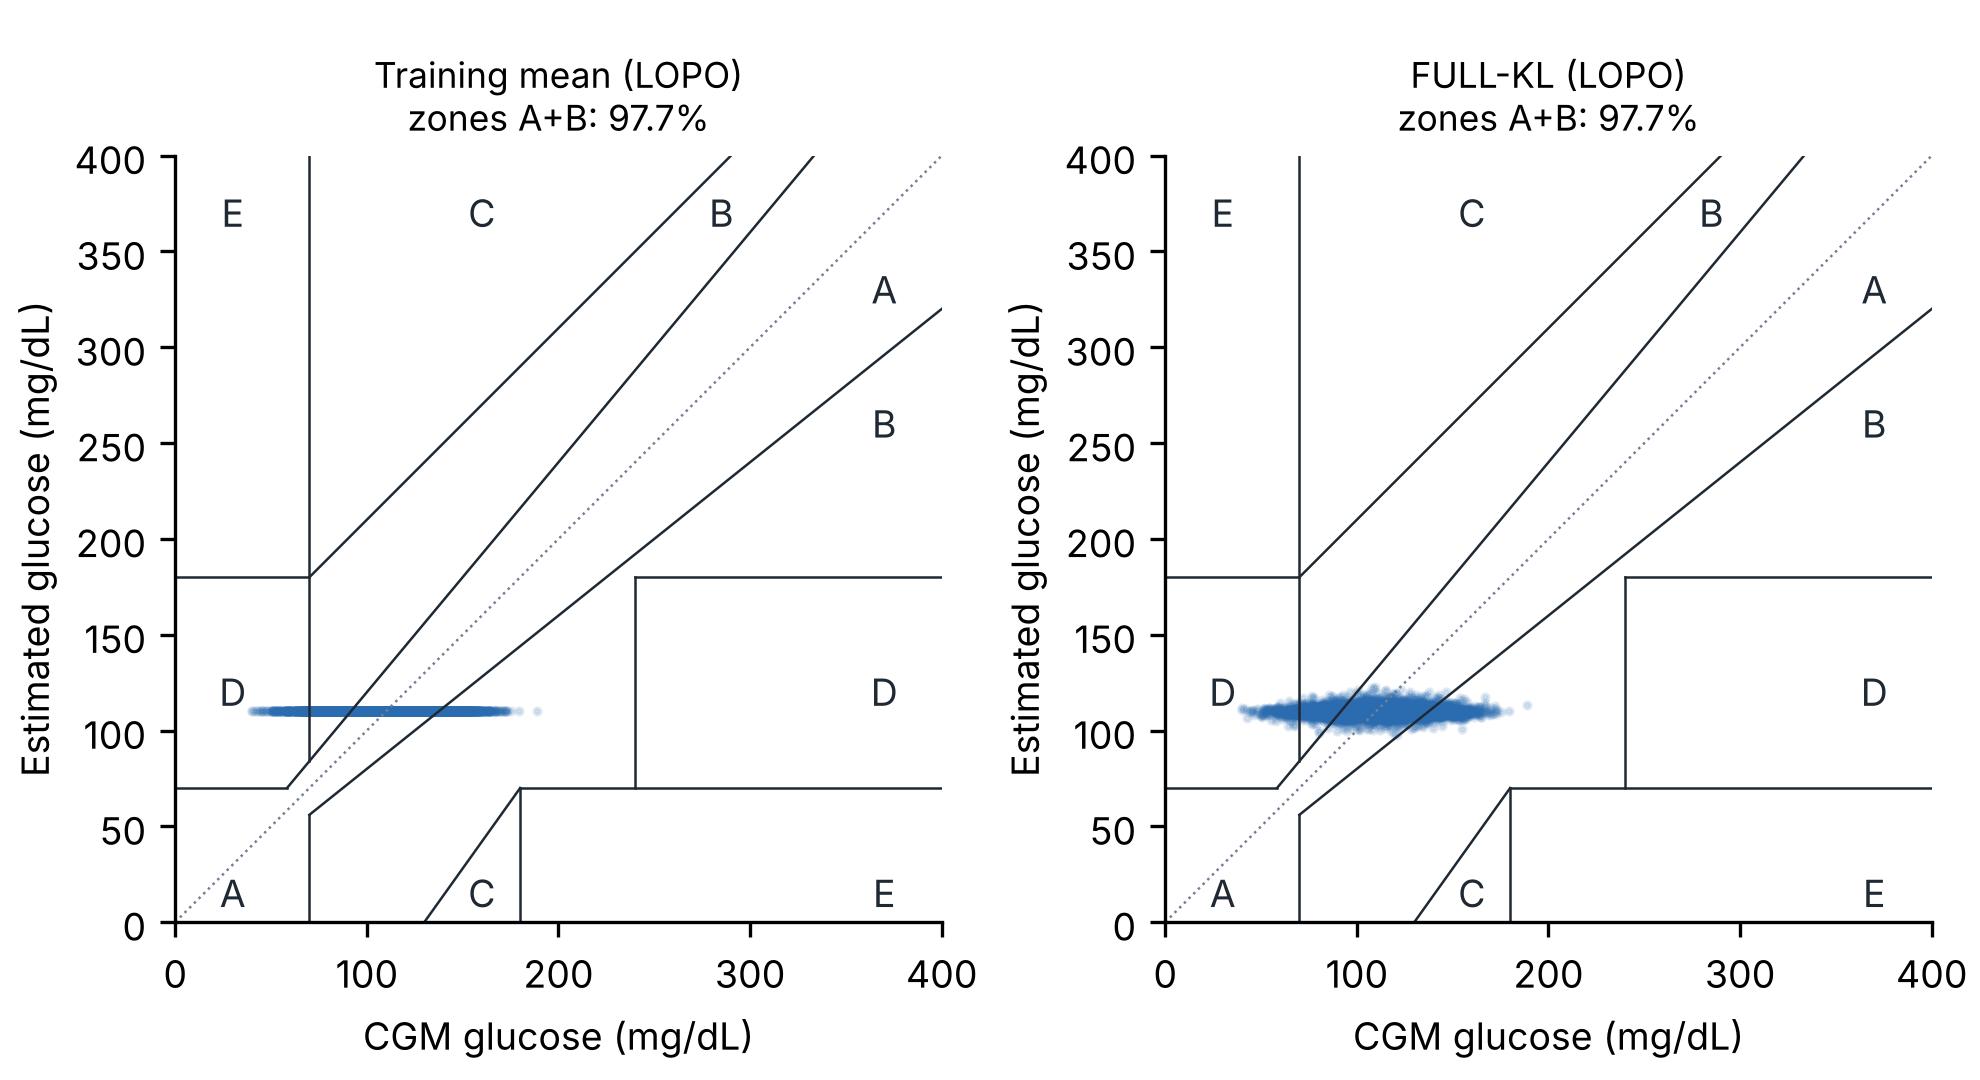 Training mean (LOPO)
zones A+B: 97.7%
400
350
300
250
200
150
100
50
0
Estimated glucose (mg/dL)
E
C
B
A
B
D
D
A
C
E
0
100
200
300
400
CGM glucose (mg/dL)
FULL-KL (LOPO)
zones A+B: 97.7%
400
350
300
250
200
150
100
50
0
Estimated glucose (mg/dL)
E
C
B
A
B
D
D
A
C
E
0
100
200
300
400
CGM glucose (mg/dL)